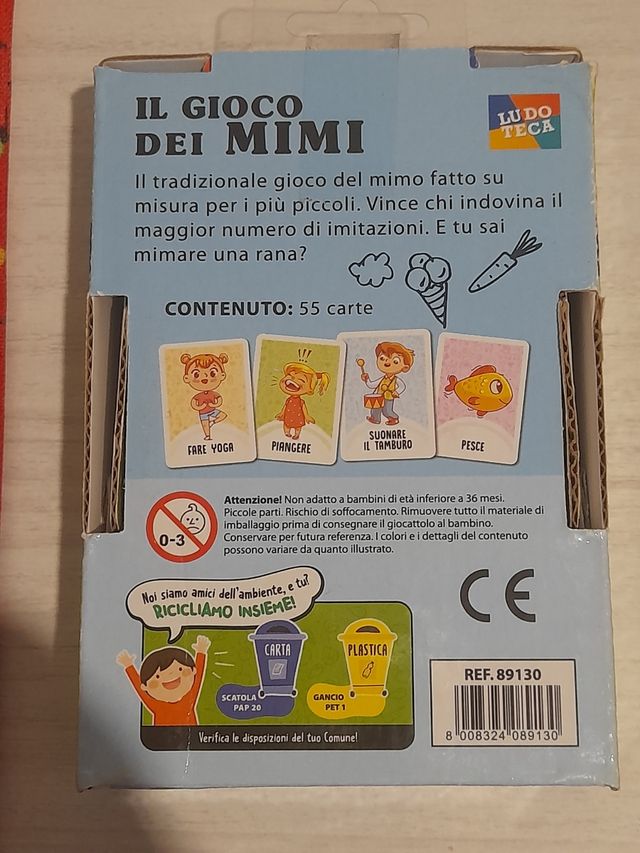 IL GIOCO
DEI MIMI
LUDO
TECA
Il tradizionale gioco del mimo fatto su
misura per i più piccoli. Vince chi indovina il
maggior numero di imitazioni. E tu sai
mimare una rana?
CONTENUTO: 55 carte
FARE YOGA
!!!
PIANGERE
SUONARE
IL TAMBURO
PESCE
0-3
Attenzione! Non adatto a bambini di età inferiore a 36 mesi.
Piccole parti. Rischio di soffocamento. Rimuovere tutto il materiale di
imballaggio prima di consegnare il giocattolo al bambino.
Conservare per futura referenza. I colori e i dettagli del contenuto
possono variare da quanto illustrato.
CE
Noi siamo amici dell'ambiente, e tu?
RICICLIAMO INSIEME!
CARTA
SCATOLA
PAP 20
PLASTICA
GANCIO
PET 1
Verifica le disposizioni del tuo Comune!
REF. 89130
8 008324 089130